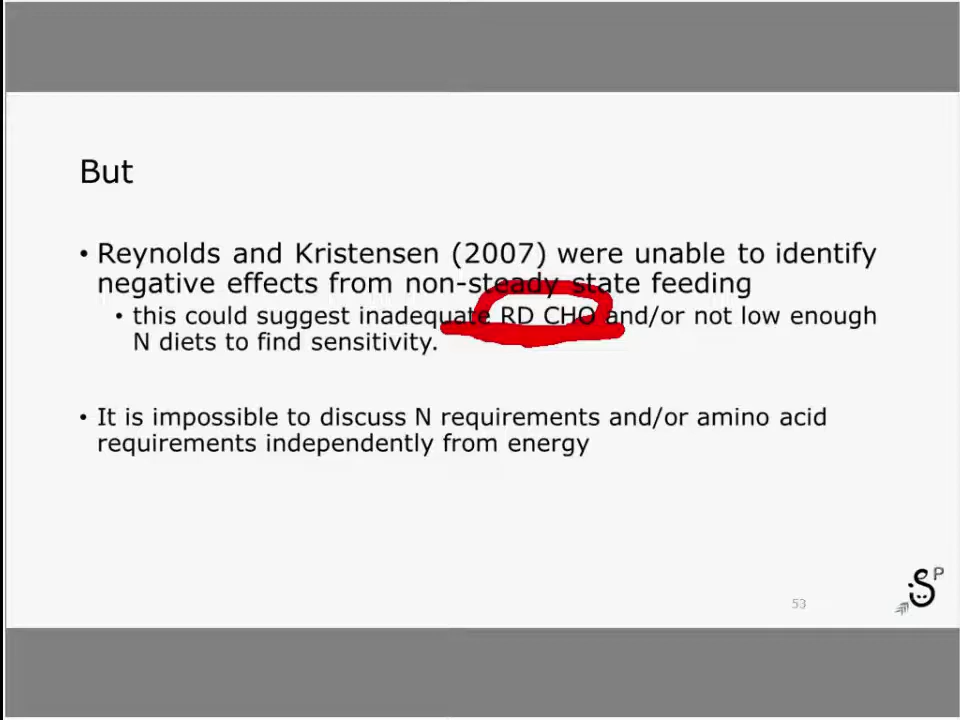 But
• Reynolds and Kristensen (2007) were unable to identify
negative effects from non-steady state feeding
• this could suggest inadequate RD CHO and/or not low enough
N diets to find sensitivity.
• It is impossible to discuss N requirements and/or amino acid
requirements independently from energy
53
SP